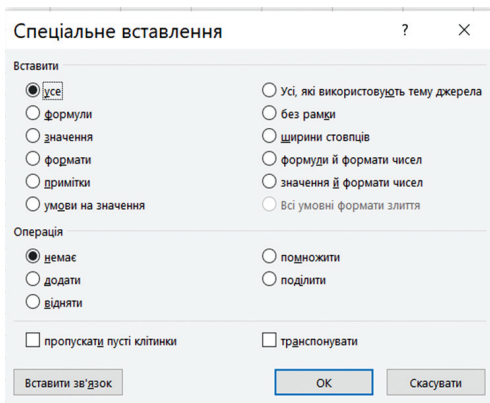 Спеціальне вставлення ? ×
Вставити
усе
Усі, які використовують тему джерела
формули
без рамки
значення
ширини стовпців
формати
формули й формати чисел
примітки
значення й формати чисел
умови на значення
Всі умовні формати злиття
Операція
немає
помножити
додати
поділити
відняти
пропускати пусті клітинки
транспонувати
Вставити зв'язок
ОК
Скасувати